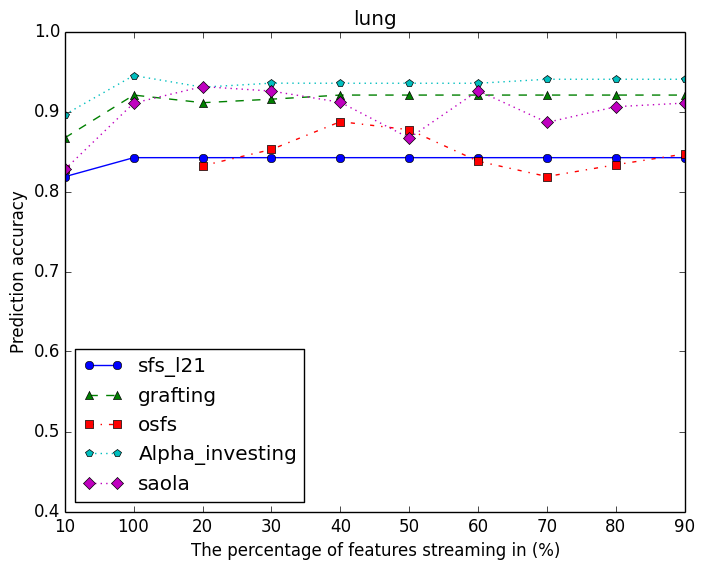 lung
1.0
0.9
0.8
0.7
0.6
0.5
0.4
Prediction accuracy
sfs_l21
grafting
osfs
Alpha_investing
saola
10 100 20 30 40 50 60 70 80 90
The percentage of features streaming in (%)